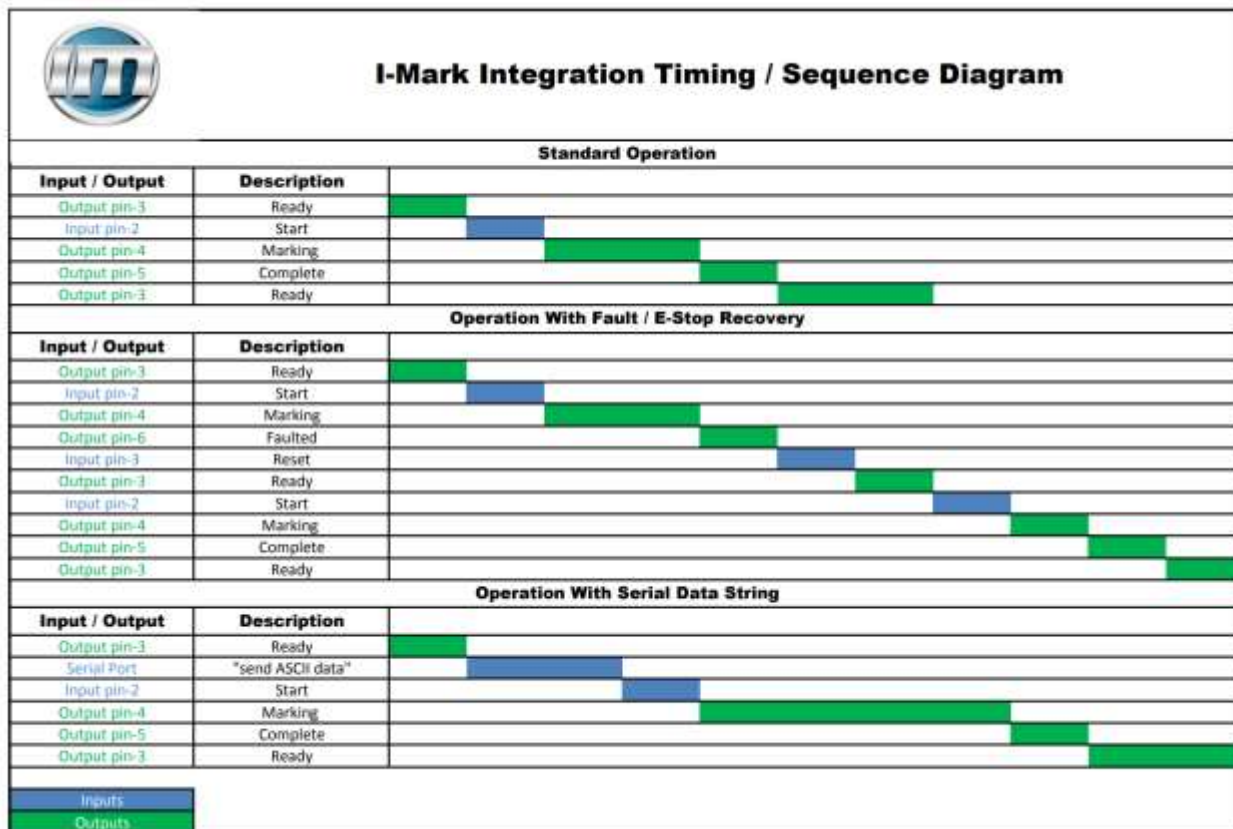 Im
I-Mark Integration Timing / Sequence Diagram
Standard Operation
Input / Output Description
Output pin-3 Ready
Input pin-2 Start
Output pin-4 Marking
Output pin-5 Complete
Output pin-3 Ready
Operation With Fault / E-Stop Recovery
Input / Output Description
Output pin-3 Ready
Input pin-2 Start
Output pin-4 Marking
Output pin-6 Faulted
Input pin-3 Reset
Output pin-3 Ready
Input pin-2 Start
Output pin-4 Marking
Output pin-5 Complete
Output pin-3 Ready
Operation With Serial Data String
Input / Output Description
Output pin-3 Ready
Serial Port "send ASCII data"
Input pin-2 Start
Output pin-4 Marking
Output pin-5 Complete
Output pin-3 Ready
Inputs
Outputs